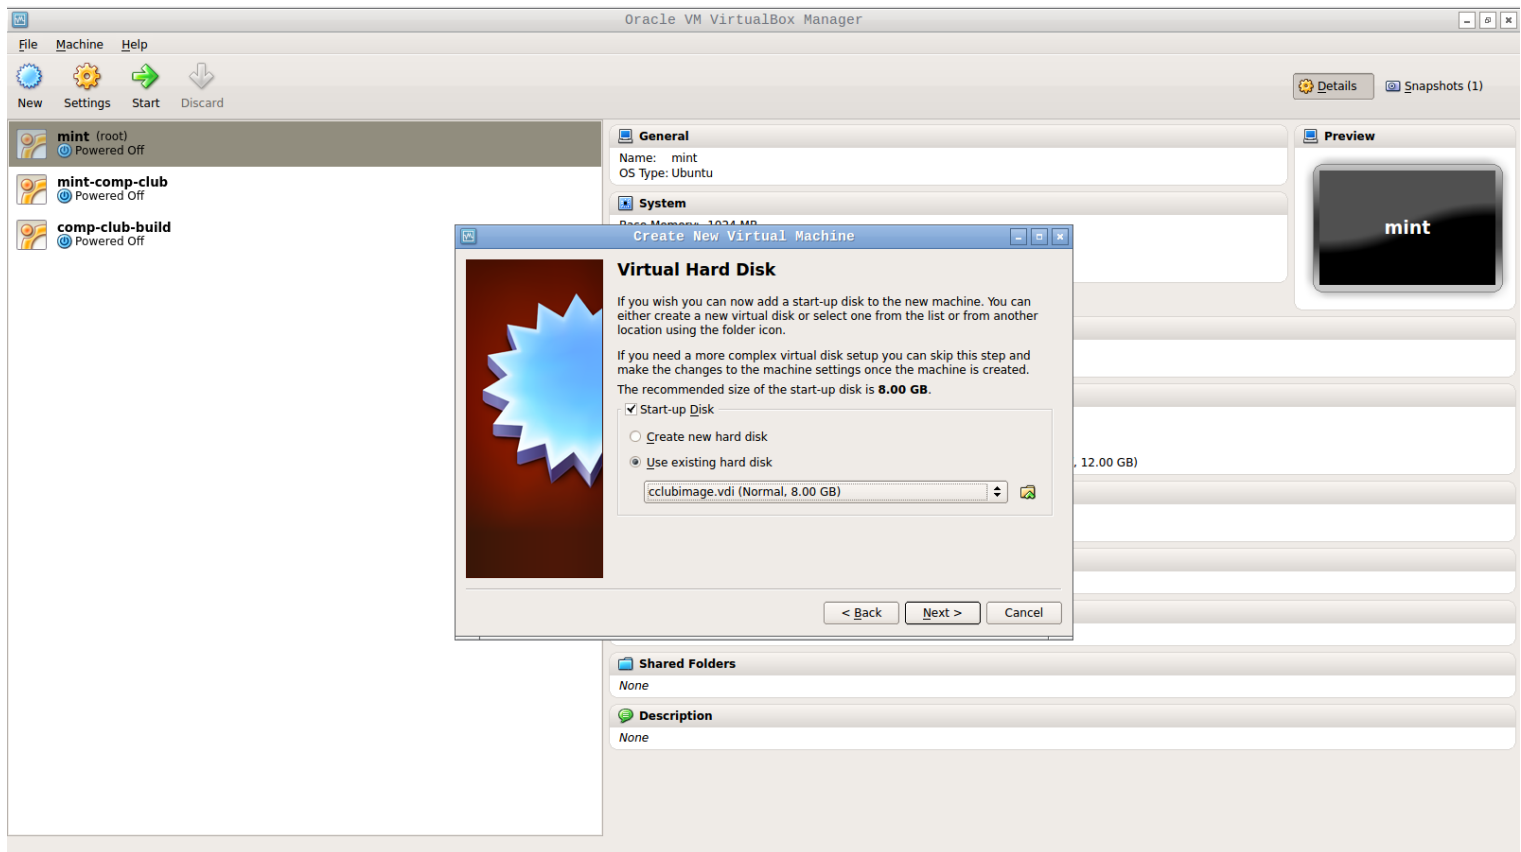 Oracle VM VirtualBox Manager
File Machine Help
New Settings Start Discard
Details Snapshots (1)
mint (root)
Powered Off
mint-comp-club
Powered Off
comp-club-build
Powered Off
General
Name: mint
OS Type: Ubuntu
System
Base Memory: 1024 MB
Preview
mint
Create New Virtual Machine
Virtual Hard Disk
If you wish you can now add a start-up disk to the new machine. You can
either create a new virtual disk or select one from the list or from another
location using the folder icon.
If you need a more complex virtual disk setup you can skip this step and
make the changes to the machine settings once the machine is created.
The recommended size of the start-up disk is 8.00 GB.
Start-up Disk
Create new hard disk
Use existing hard disk
cclubimage.vdi (Normal, 8.00 GB)
, 12.00 GB)
< Back Next > Cancel
Shared Folders
None
Description
None